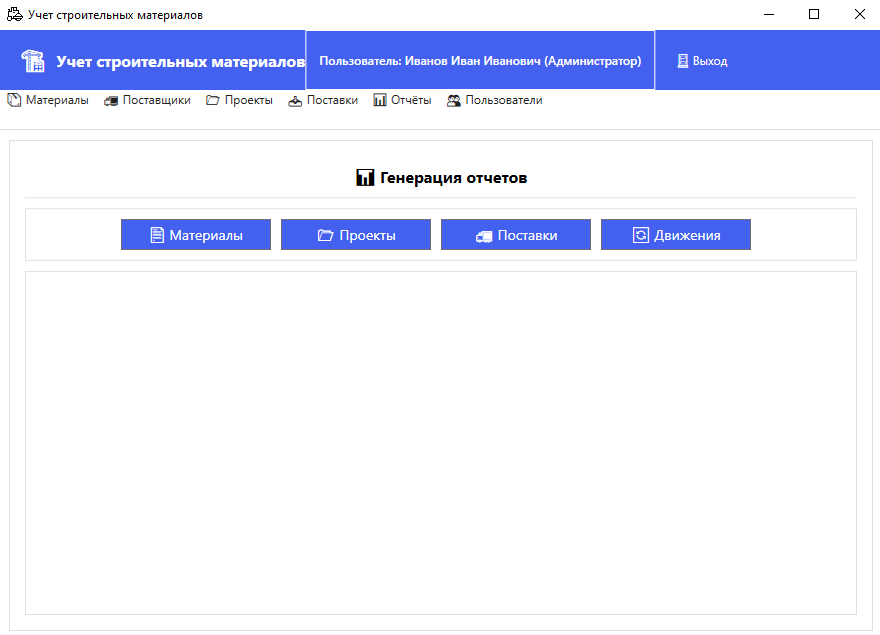 Учет строительных материалов
Учет строительных материалов
Пользователь: Иванов Иван Иванович (Администратор)
Выход
Материалы Поставщики Проекты Поставки Отчёты Пользователи
Генерация отчетов
Материалы Проекты Поставки Движения